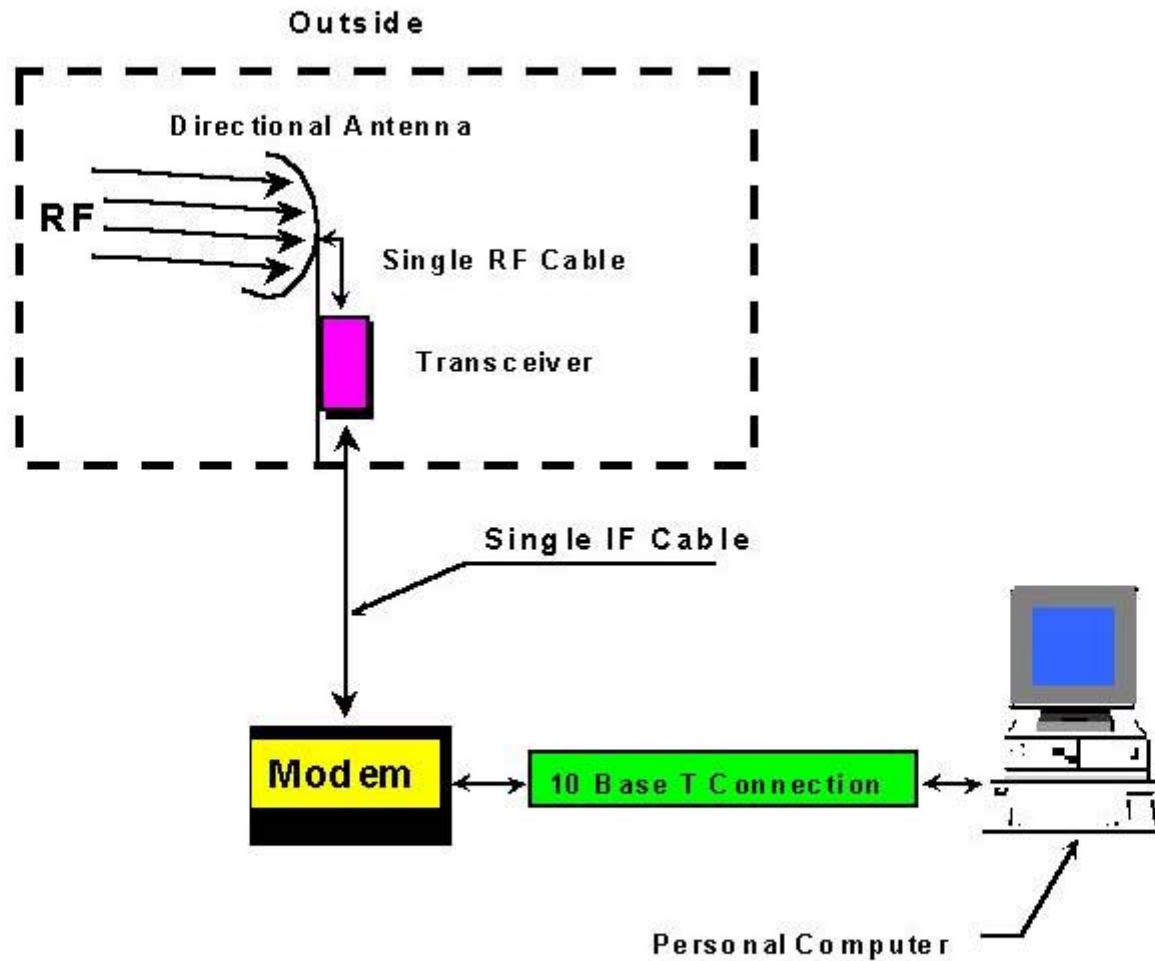 Outside
Directional Antenna
RF
Single RF Cable
Transceiver
Single IF Cable
Modem
10 Base T Connection
Personal Computer